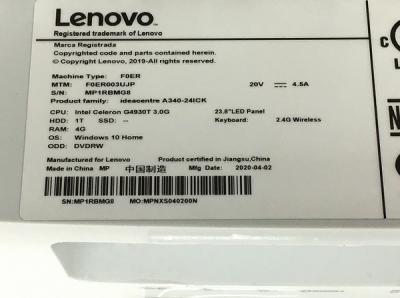 Lenovo
Registered trademark of Lenovo
Marca Registrada
Copyrighted code and parts contained herein.
© Copyright Lenovo, 2019-All rights reserved.
Machine Type: F0ER
MTM: F0ER003UJP 20V ⎓ 4.5A
S/N: MP1RBMG8
Product family: ideacentre A340-24ICK
CPU: Intel Celeron G4930T 3.0G 23.8"LED Panel
HDD: 1T SSD: -- Keyboard: 2.4G Wireless
RAM: 4G
OS: Windows 10 Home
ODD: DVDRW
Manufactured for Lenovo Product of Jiangsu,China
Made in China MP 中国制造 Mfg Date: 2020-04-02
SN:MP1RBMG8 MO:MPNXS040200N